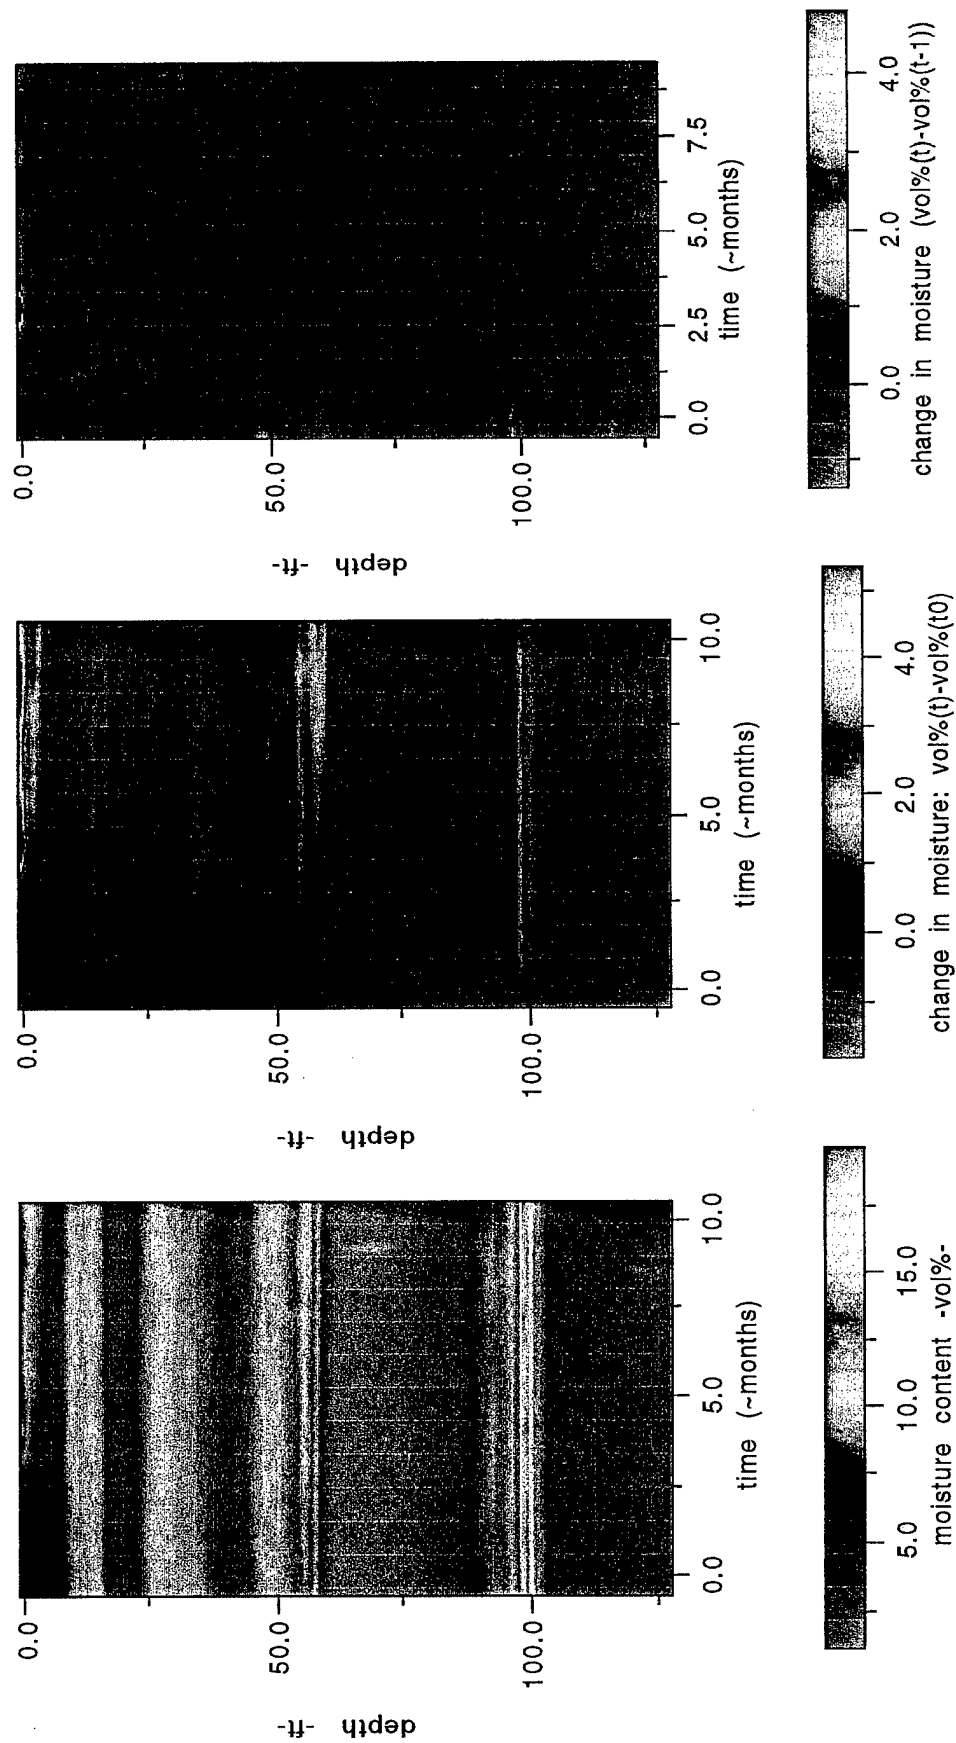 depth -ft-
0.0
50.0
100.0
0.0 5.0 10.0
time (~months)
5.0 10.0 15.0
moisture content -vol%-
depth -ft-
0.0
50.0
100.0
0.0 5.0 10.0
time (~months)
0.0 2.0 4.0
change in moisture: vol%(t)-vol%(t0)
depth -ft-
0.0
50.0
100.0
0.0 2.5 5.0 7.5
time (~months)
0.0 2.0 4.0
change in moisture (vol%(t)-vol%(t-1))